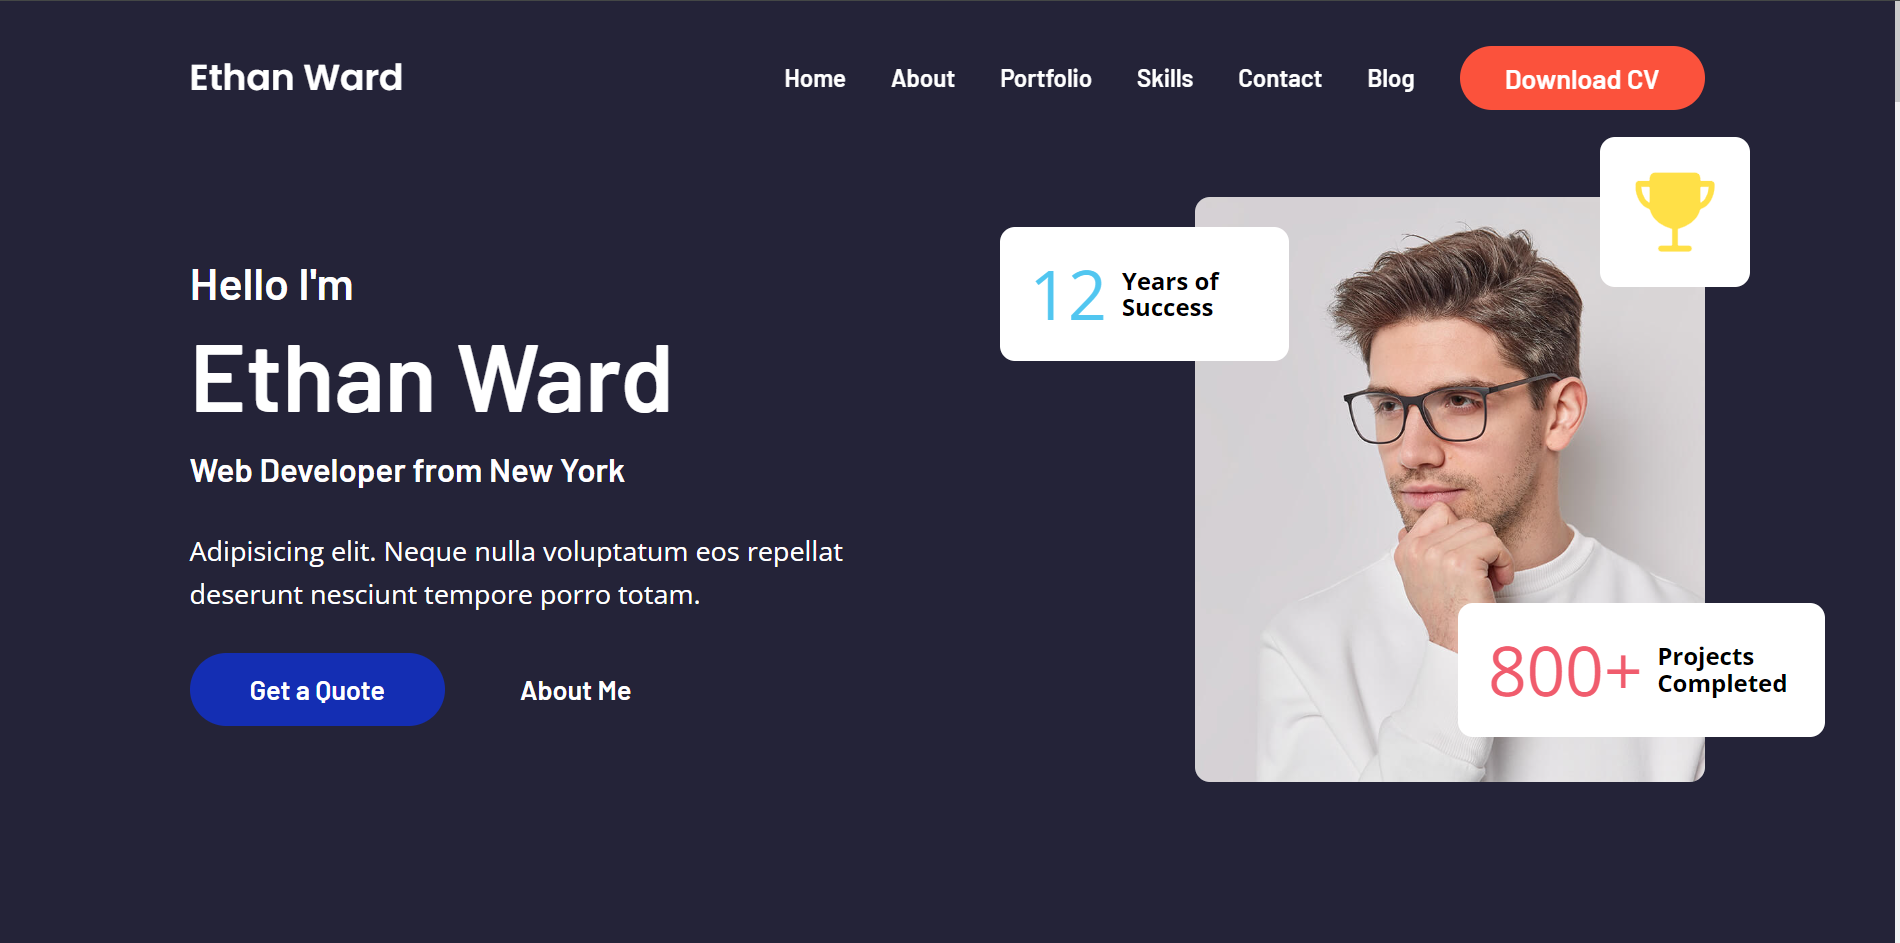 Ethan Ward
Home About Portfolio Skills Contact Blog Download CV
Hello I'm
Ethan Ward
Web Developer from New York
Adipisicing elit. Neque nulla voluptatum eos repellat
deserunt nesciunt tempore porro totam.
Get a Quote
About Me
12
Years of
Success
800+
Projects
Completed